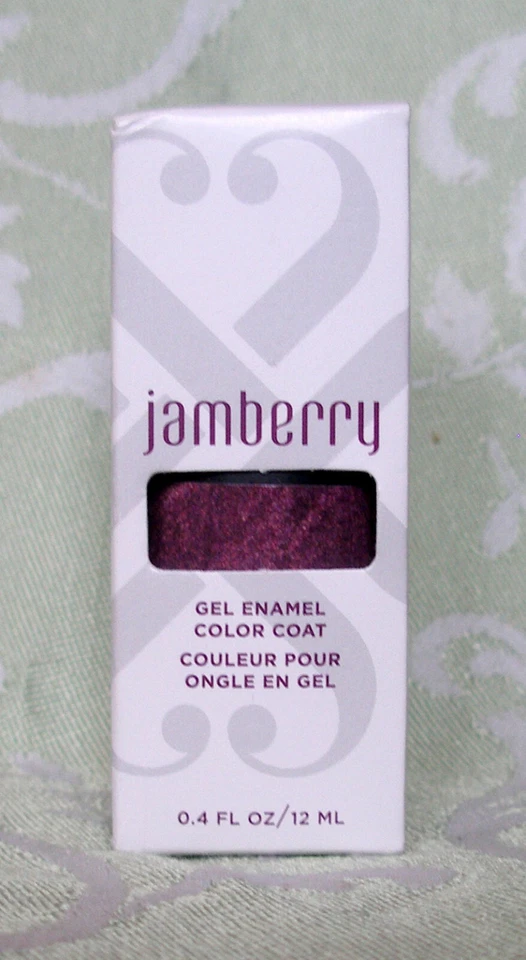 jamberry
GEL ENAMEL
COLOR COAT
COULEUR POUR
ONGLE EN GEL
0.4 FL OZ/12 ML